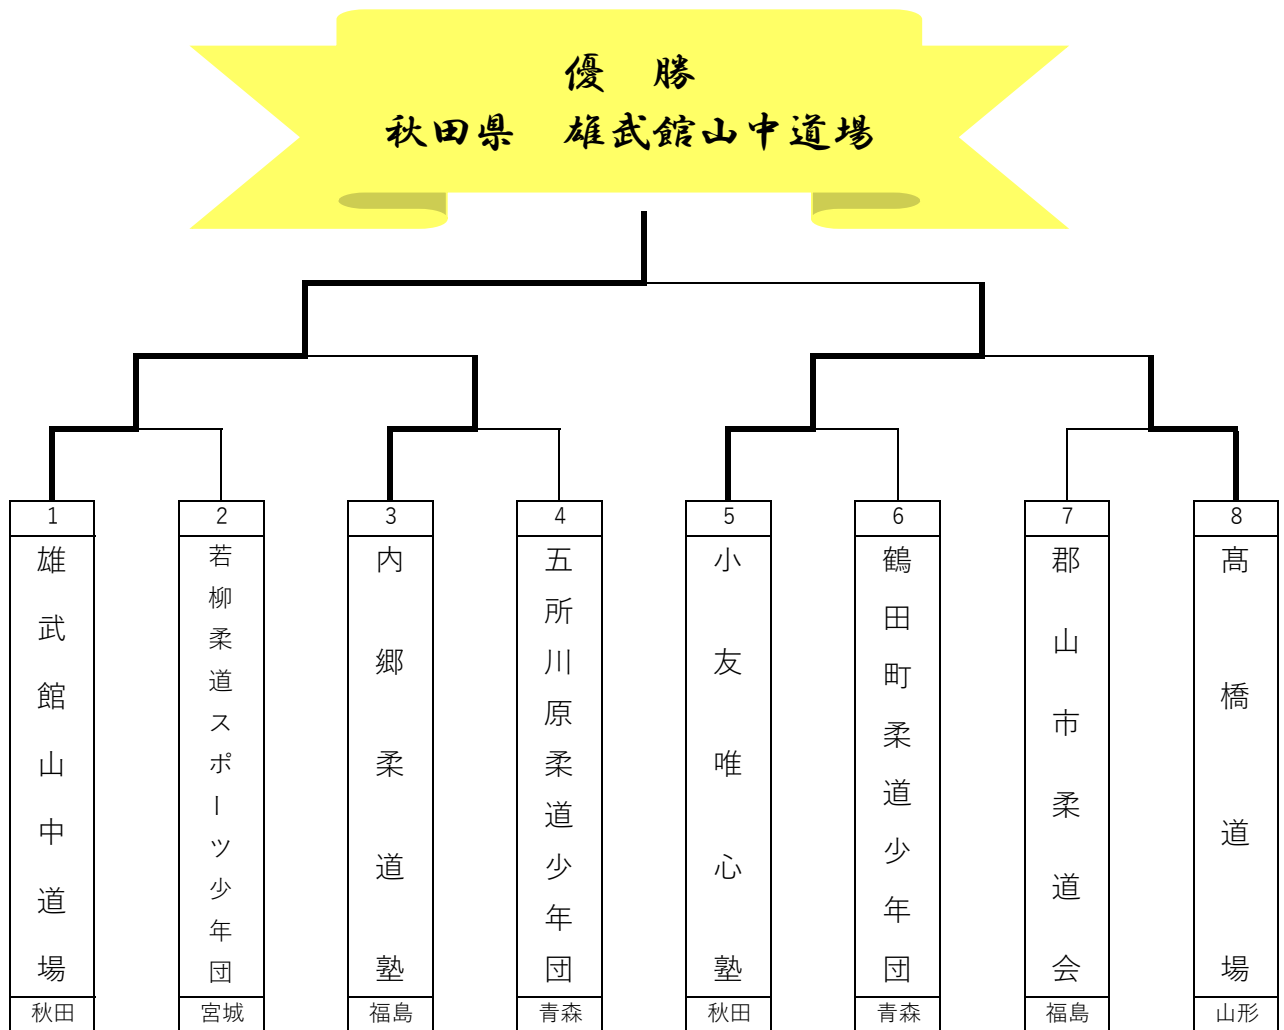 優　勝
秋田県　雄武館山中道場
1
雄武館山中道場
秋田
2
若柳柔道スポーツ少年団
宮城
3
内郷柔道塾
福島
4
五所川原柔道少年団
青森
5
小友唯心塾
秋田
6
鶴田町柔道少年団
青森
7
郡山市柔道会
福島
8
髙橋道場
山形